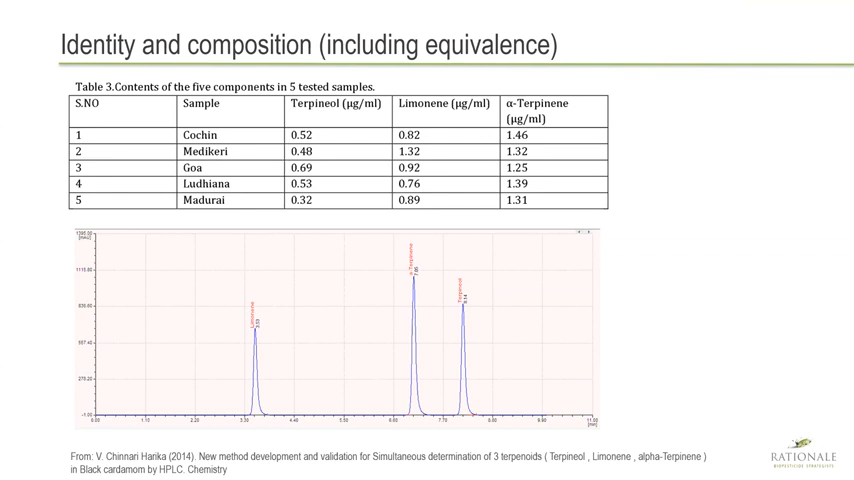 Identity and composition (including equivalence)
Table 3.Contents of the five components in 5 tested samples.
S.NO Sample Terpineol (µg/ml) Limonene (µg/ml) α-Terpinene (µg/ml)
1 Cochin 0.52 0.82 1.46
2 Medikeri 0.48 1.32 1.32
3 Goa 0.69 0.92 1.25
4 Ludhiana 0.53 0.76 1.39
5 Madurai 0.32 0.89 1.31
1395.00
[mAU]
1115.80
836.60
557.40
278.20
-1.00
Limonene
3.53
α-Terpinene
7.05
Terpineol
8.14
0.00 1.10 2.20 3.30 4.40 5.50 6.60 7.70 8.80 9.90 11.00
[min]
From: V. Chinnari Harika (2014). New method development and validation for Simultaneous determination of 3 terpenoids ( Terpineol , Limonene , alpha-Terpinene )
in Black cardamom by HPLC. Chemistry
RATIONALE
BIOPESTICIDE STRATEGISTS